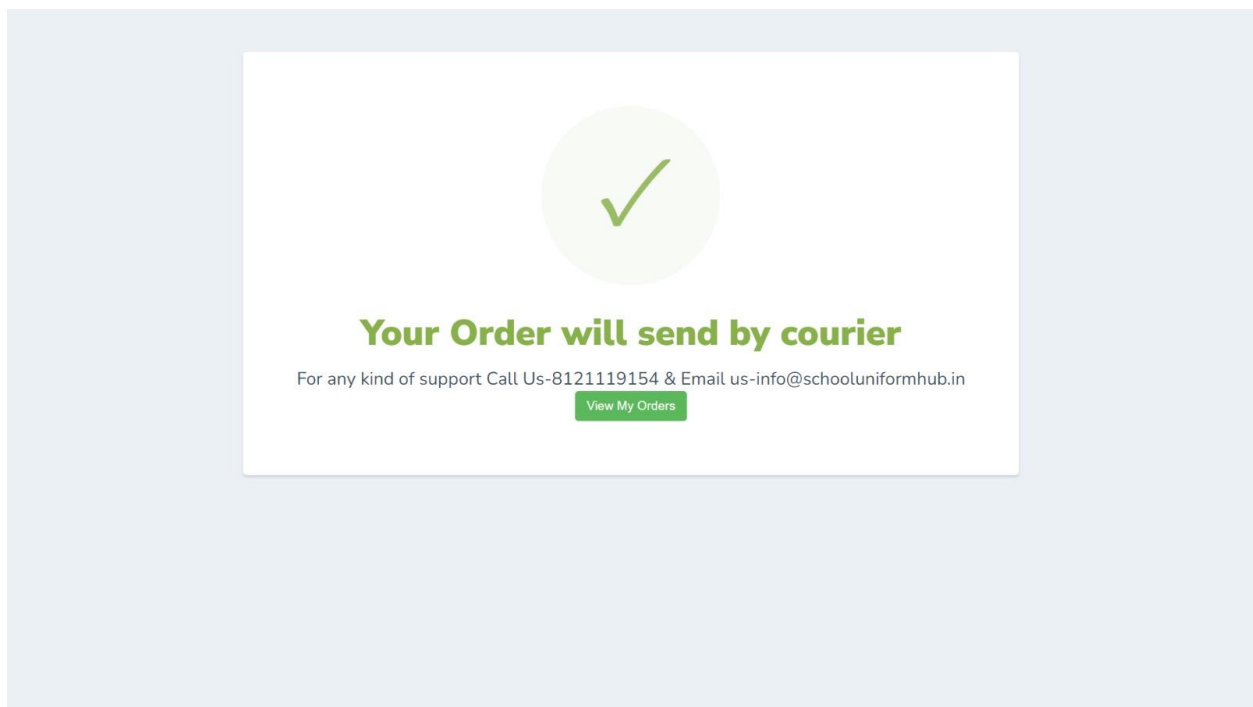 Your Order will send by courier
For any kind of support Call Us-8121119154 & Email us-info@schooluniformhub.in
View My Orders